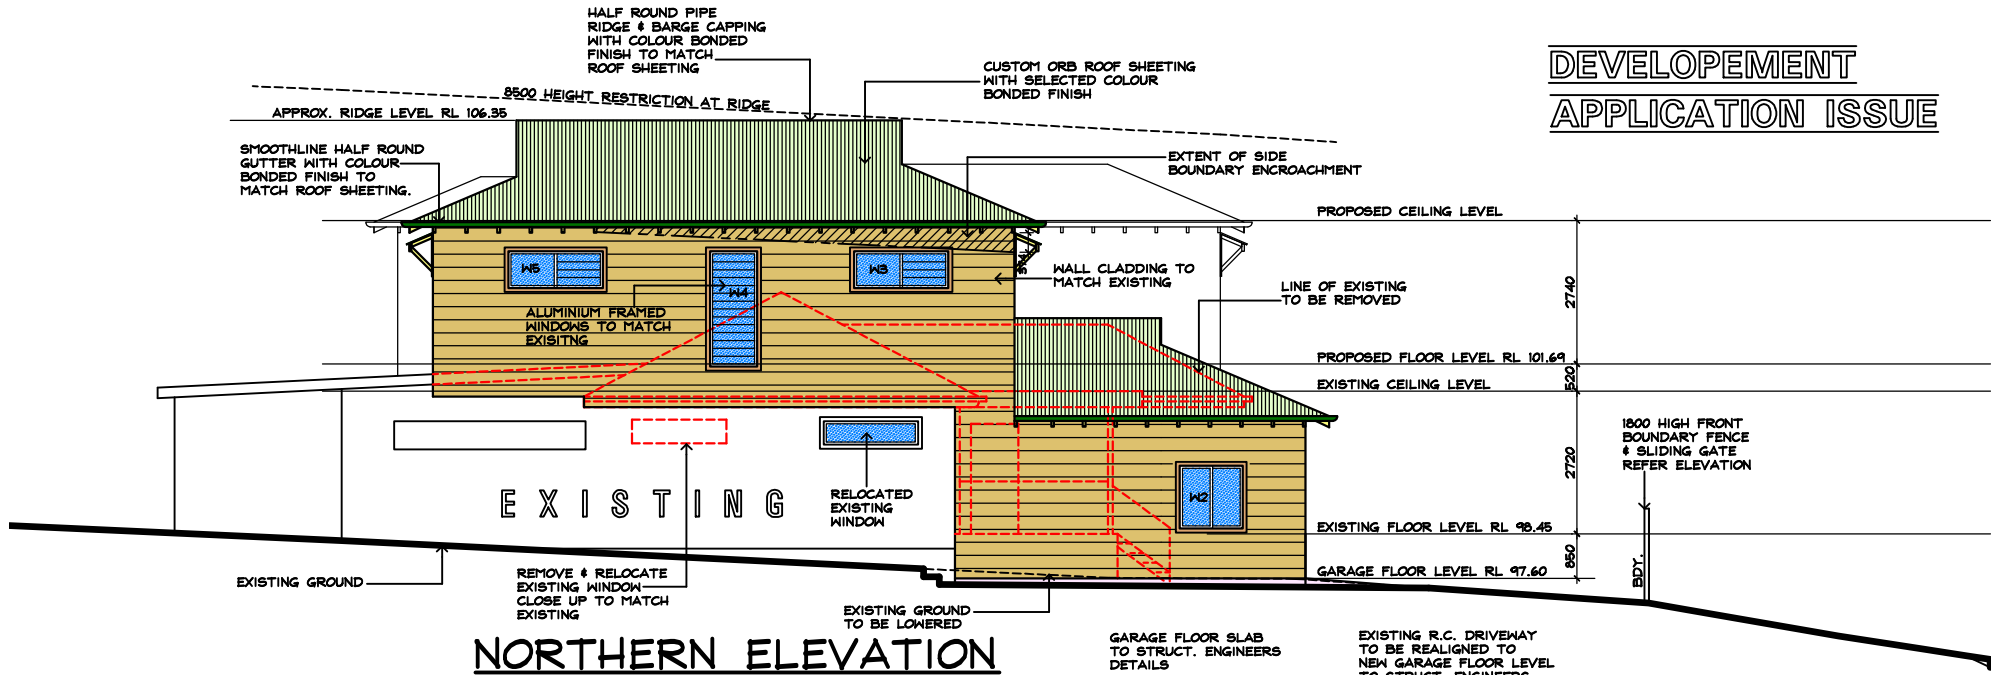 HALF ROUND PIPE
RIDGE & BARGE CAPPING
WITH COLOUR BONDED
FINISH TO MATCH
ROOF SHEETING
CUSTOM ORB ROOF SHEETING
WITH SELECTED COLOUR
BONDED FINISH
DEVELOPEMENT
APPLICATION ISSUE
8500 HEIGHT RESTRICTION AT RIDGE
APPROX. RIDGE LEVEL RL 106.35
SMOOTHLINE HALF ROUND
GUTTER WITH COLOUR
BONDED FINISH TO
MATCH ROOF SHEETING.
EXTENT OF SIDE
BOUNDARY ENCROACHMENT
PROPOSED CEILING LEVEL
W5
W4
W3
WALL CLADDING TO
MATCH EXISTING
LINE OF EXISTING
TO BE REMOVED
2740
ALUMINIUM FRAMED
WINDOWS TO MATCH
EXISITNG
PROPOSED FLOOR LEVEL RL 101.69
520
EXISTING CEILING LEVEL
1800 HIGH FRONT
BOUNDARY FENCE
& SLIDING GATE
REFER ELEVATION
2720
EXISTING
RELOCATED
EXISTING
WINDOW
W2
EXISTING FLOOR LEVEL RL 98.45
850
GARAGE FLOOR LEVEL RL 97.60
BDY.
EXISTING GROUND
REMOVE & RELOCATE
EXISTING WINDOW
CLOSE UP TO MATCH
EXISTING
EXISTING GROUND
TO BE LOWERED
NORTHERN ELEVATION
GARAGE FLOOR SLAB
TO STRUCT. ENGINEERS
DETAILS
EXISTING R.C. DRIVEWAY
TO BE REALIGNED TO
NEW GARAGE FLOOR LEVEL
TO STRUCT. ENGINEERS